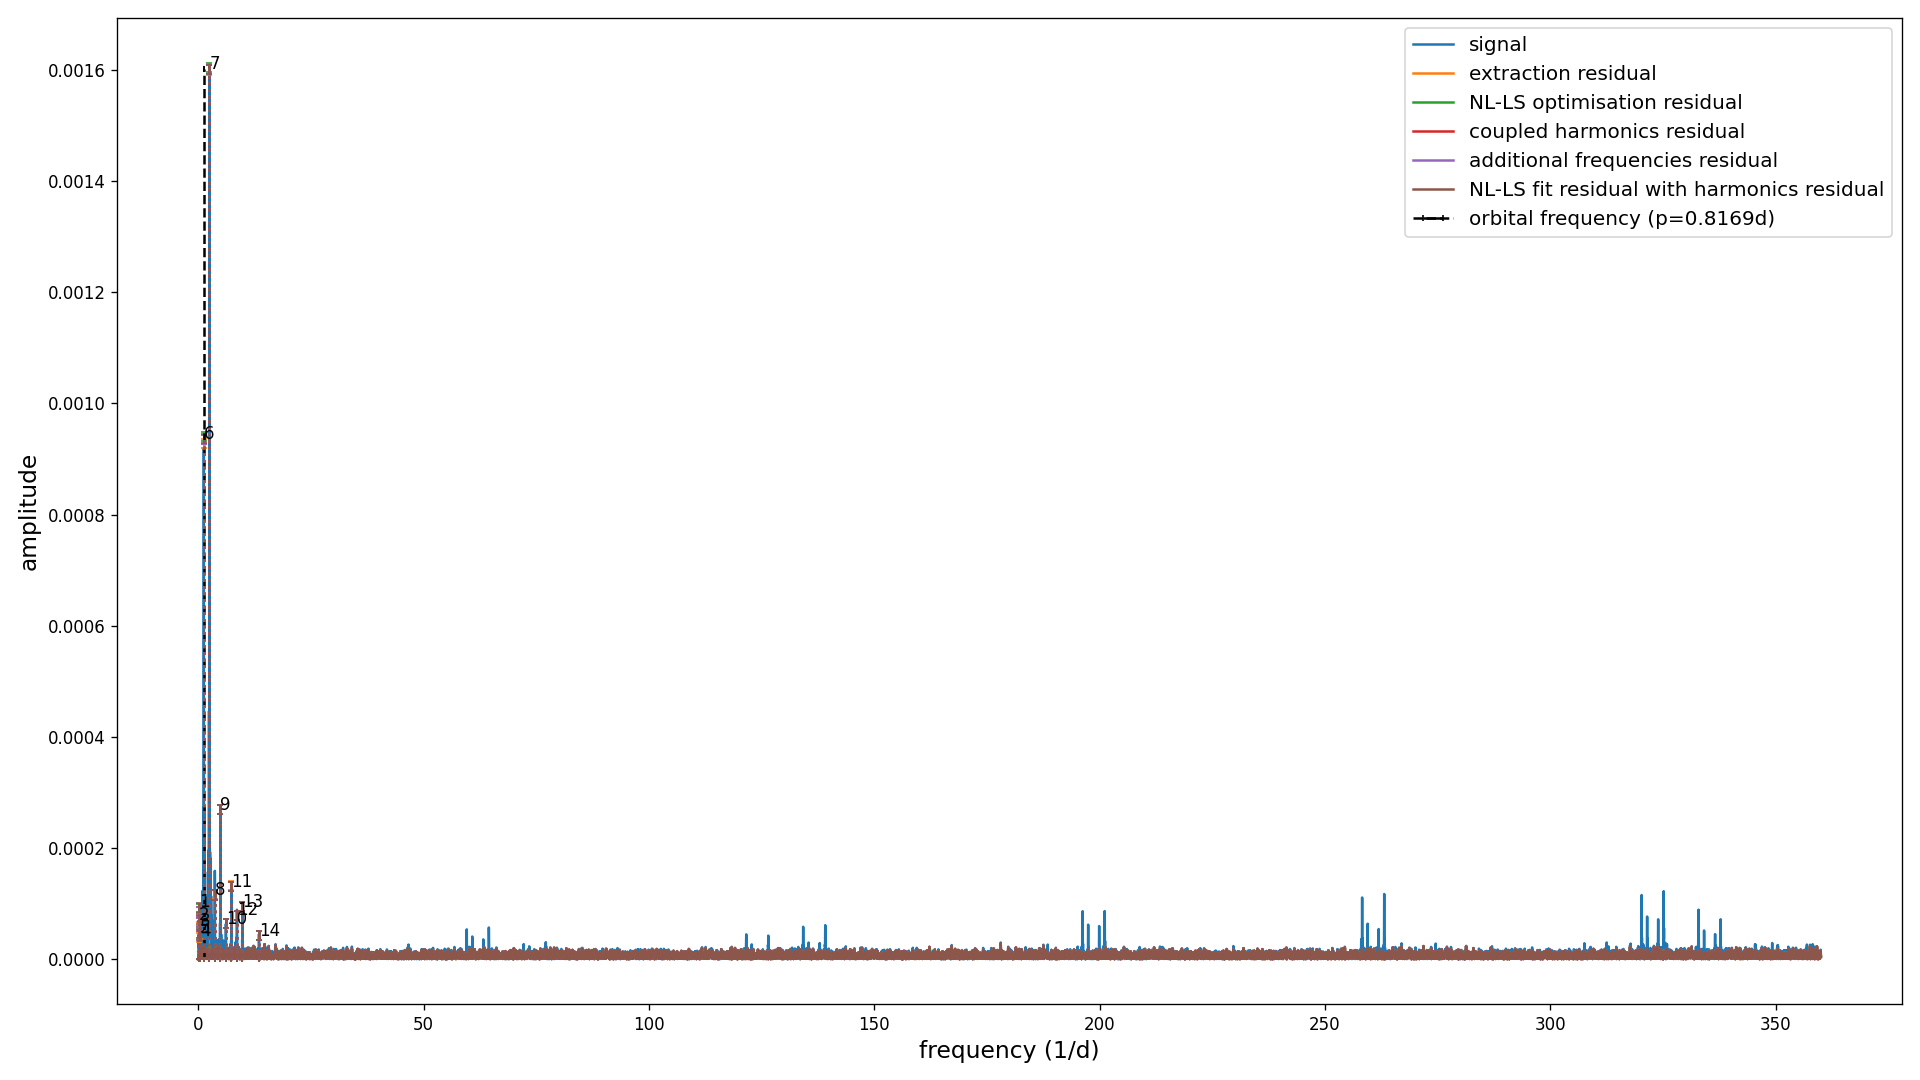 signal
extraction residual
NL-LS optimisation residual
coupled harmonics residual
additional frequencies residual
NL-LS fit residual with harmonics residual
orbital frequency (p=0.8169d)
amplitude
0.0016
0.0014
0.0012
0.0010
0.0008
0.0006
0.0004
0.0002
0.0000
7
6
9
11
8
1
13
12
10
4
14
0 50 100 150 200 250 300 350
frequency (1/d)